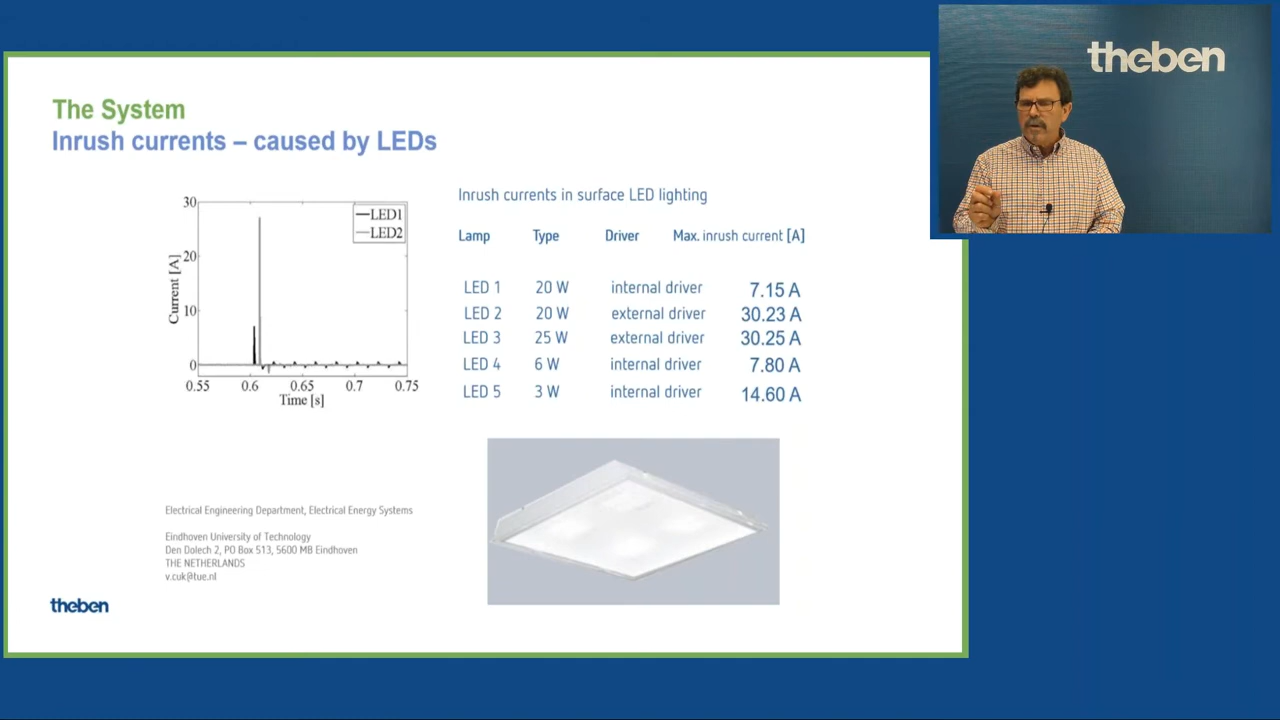 theben
The System
Inrush currents – caused by LEDs
30
20
10
0
Current [A]
LED1
LED2
0.55 0.6 0.65 0.7 0.75
Time [s]
Inrush currents in surface LED lighting
Lamp Type Driver Max. inrush current [A]
LED 1 20 W internal driver 7.15 A
LED 2 20 W external driver 30.23 A
LED 3 25 W external driver 30.25 A
LED 4 6 W internal driver 7.80 A
LED 5 3 W internal driver 14.60 A
Electrical Engineering Department, Electrical Energy Systems
Eindhoven University of Technology
Den Dolech 2, PO Box 513, 5600 MB Eindhoven
THE NETHERLANDS
v.cuk@tue.nl
theben